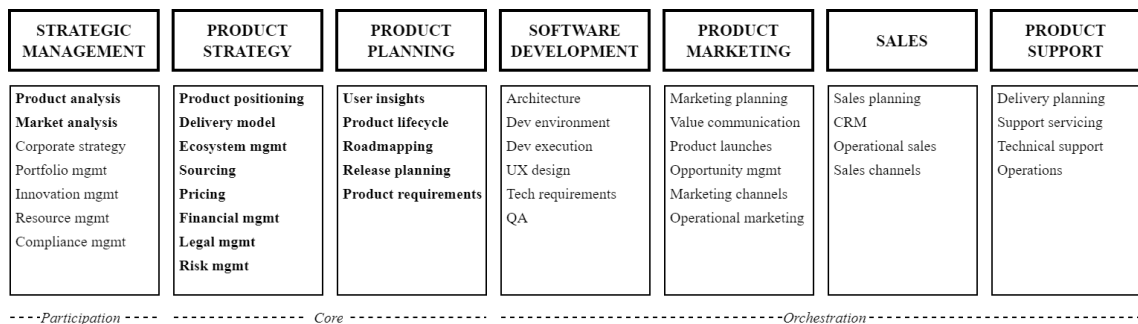 STRATEGIC
MANAGEMENT
Product analysis
Market analysis
Corporate strategy
Portfolio mgmt
Innovation mgmt
Resource mgmt
Compliance mgmt
PRODUCT
STRATEGY
Product positioning
Delivery model
Ecosystem mgmt
Sourcing
Pricing
Financial mgmt
Legal mgmt
Risk mgmt
PRODUCT
PLANNING
User insights
Product lifecycle
Roadmapping
Release planning
Product requirements
SOFTWARE
DEVELOPMENT
Architecture
Dev environment
Dev execution
UX design
Tech requirements
QA
PRODUCT
MARKETING
Marketing planning
Value communication
Product launches
Opportunity mgmt
Marketing channels
Operational marketing
SALES
Sales planning
CRM
Operational sales
Sales channels
PRODUCT
SUPPORT
Delivery planning
Support servicing
Technical support
Operations
Participation
Core
Orchestration